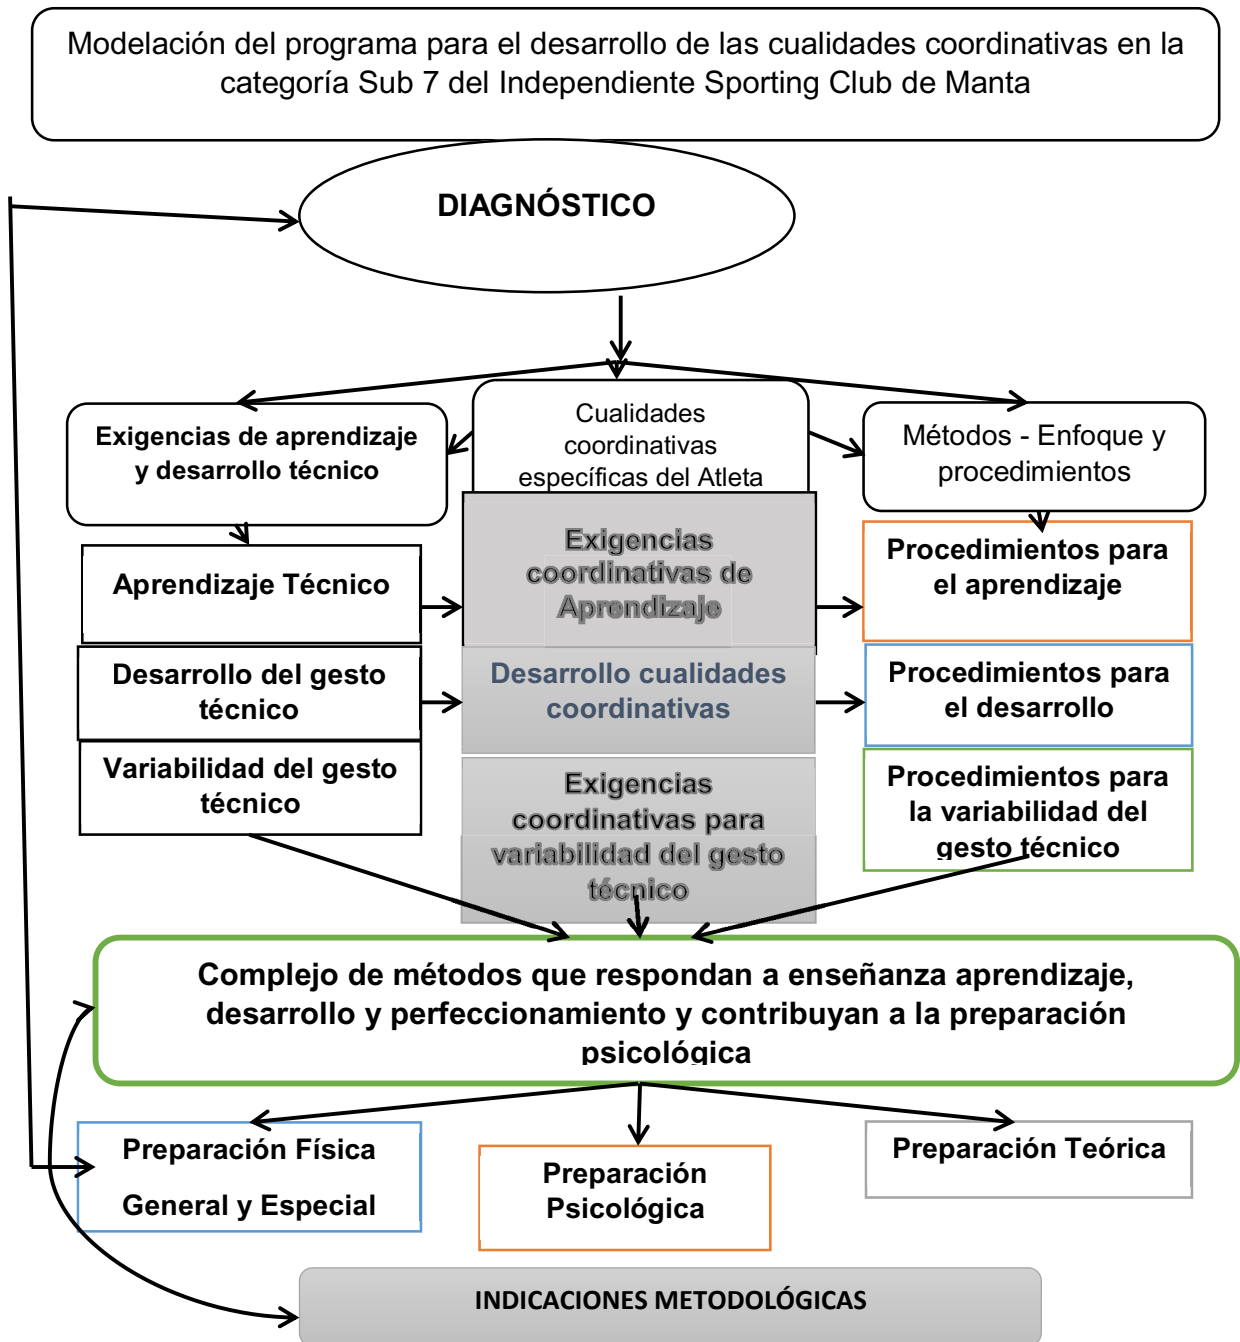 Modelación del programa para el desarrollo de las cualidades coordinativas en la
categoría Sub 7 del Independiente Sporting Club de Manta
DIAGNÓSTICO
Exigencias de aprendizaje
y desarrollo técnico
Cualidades
coordinativas
específicas del Atleta
Métodos - Enfoque y
procedimientos
Aprendizaje Técnico
Exigencias
coordinativas de
Aprendizaje
Procedimientos para
el aprendizaje
Desarrollo del gesto
técnico
Desarrollo cualidades
coordinativas
Procedimientos para
el desarrollo
Variabilidad del gesto
técnico
Exigencias
coordinativas para
variabilidad del gesto
técnico
Procedimientos para
la variabilidad del
gesto técnico
Complejo de métodos que respondan a enseñanza aprendizaje,
desarrollo y perfeccionamiento y contribuyan a la preparación
psicológica
Preparación Física
General y Especial
Preparación
Psicológica
Preparación Teórica
INDICACIONES METODOLÓGICAS